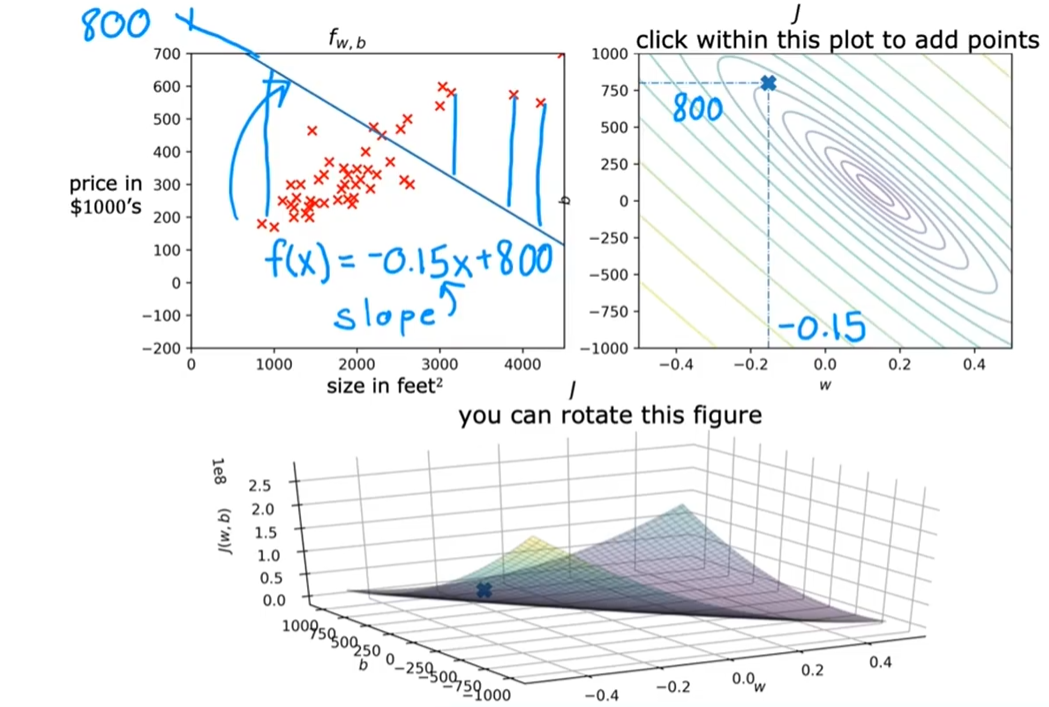 800
f_{w,b}
700
600
500
400
300
200
100
0
−100
−200
price in
$1000's
f(x) = -0.15x+800
slope
0 1000 2000 3000 4000
size in feet²
J
click within this plot to add points
1000
750
500
250
0
−250
−500
−750
−1000
b
800
-0.15
−0.4 −0.2 0.0 0.2 0.4
w
J
you can rotate this figure
1e8
J(w, b)
2.5
2.0
1.5
1.0
0.5
0.0
1000 750 500 250 0 −250 −500 −750 −1000
b
−0.4 −0.2 0.0 0.2 0.4
w